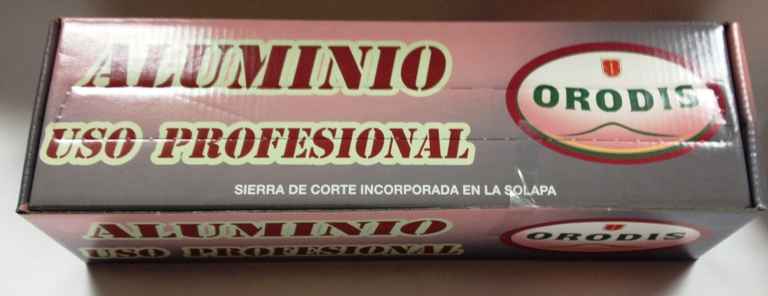 ALUMINIO
ORODIS
USO PROFESIONAL
SIERRA DE CORTE INCORPORADA EN LA SOLAPA
ALUMINIO
ORODIS
USO PROFESIONAL